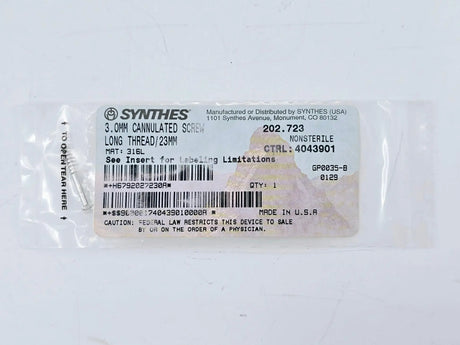 SYNTHES®
Manufactured or Distributed by SYNTHES (USA)
1101 Synthes Avenue, Monument, CO 80132
3.0MM CANNULATED SCREW
202.723
LONG THREAD/23MM
NONSTERILE
MAT: 316L
CTRL: 4043901
See Insert for Labeling Limitations
GP0035-B
0129
*+H6792027230A*
QTY: 1
MADE IN U.S.A
CAUTION: FEDERAL LAW RESTRICTS THIS DEVICE TO SALE
BY OR ON THE ORDER OF A PHYSICIAN.
TO OPEN TEAR HERE